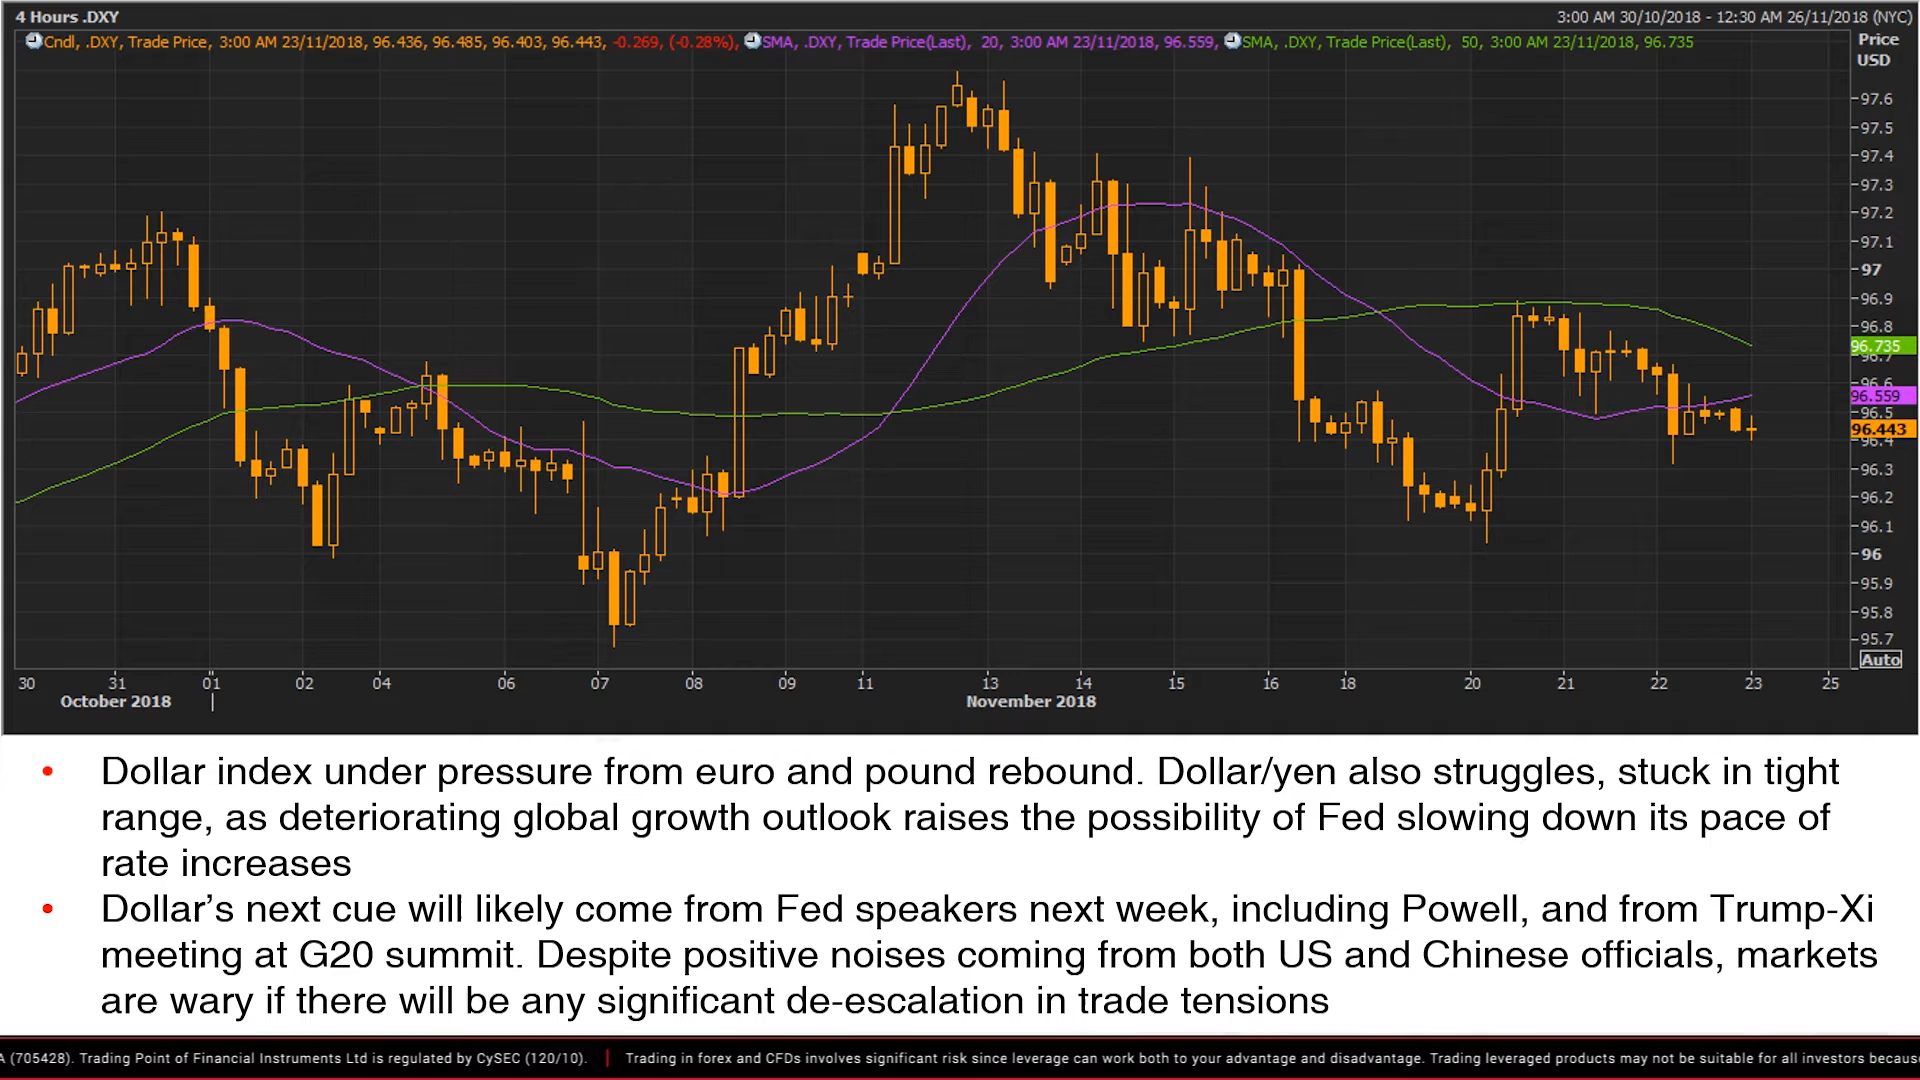 4 Hours .DXY
3:00 AM 30/10/2018 - 12:30 AM 26/11/2018 (NYC)
Cndl, .DXY, Trade Price, 3:00 AM 23/11/2018, 96.436, 96.485, 96.403, 96.443, -0.269, (-0.28%), SMA, .DXY, Trade Price(Last), 20, 3:00 AM 23/11/2018, 96.559, SMA, .DXY, Trade Price(Last), 50, 3:00 AM 23/11/2018, 96.735
Price
USD
97.6
97.5
97.4
97.3
97.2
97.1
97
96.9
96.8
96.735
96.7
96.6
96.559
96.5
96.443
96.4
96.3
96.2
96.1
96
95.9
95.8
95.7
Auto
30 31 01 02 04 06 07 08 09 11 13 14 15 16 18 20 21 22 23 25
October 2018 November 2018
• Dollar index under pressure from euro and pound rebound. Dollar/yen also struggles, stuck in tight
range, as deteriorating global growth outlook raises the possibility of Fed slowing down its pace of
rate increases
• Dollar’s next cue will likely come from Fed speakers next week, including Powell, and from Trump-Xi
meeting at G20 summit. Despite positive noises coming from both US and Chinese officials, markets
are wary if there will be any significant de-escalation in trade tensions
A (705428). Trading Point of Financial Instruments Ltd is regulated by CySEC (120/10). | Trading in forex and CFDs involves significant risk since leverage can work both to your advantage and disadvantage. Trading leveraged products may not be suitable for all investors becaus